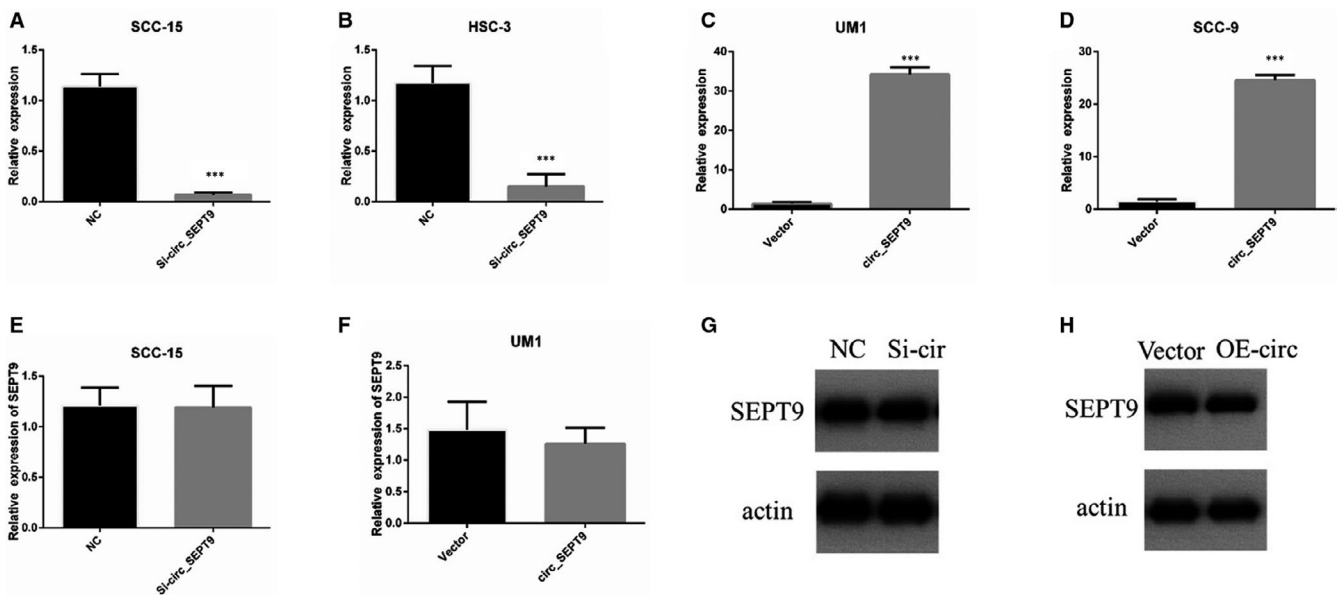 A
SCC-15
Relative expression
1.5
1.0
0.5
0.0
***
NC
Si-circ_SEPT9
B
HSC-3
Relative expression
1.5
1.0
0.5
0.0
***
NC
Si-circ_SEPT9
C
UM1
Relative expression
40
30
20
10
0
***
Vector
circ_SEPT9
D
SCC-9
Relative expression
30
20
10
0
***
Vector
circ_SEPT9
E
SCC-15
Relative expression of SEPT9
1.5
1.0
0.5
0.0
NC
Si-circ_SEPT9
F
UM1
Relative expression of SEPT9
2.5
2.0
1.5
1.0
0.5
0.0
Vector
circ_SEPT9
G
NC Si-cir
SEPT9
actin
H
Vector OE-circ
SEPT9
actin